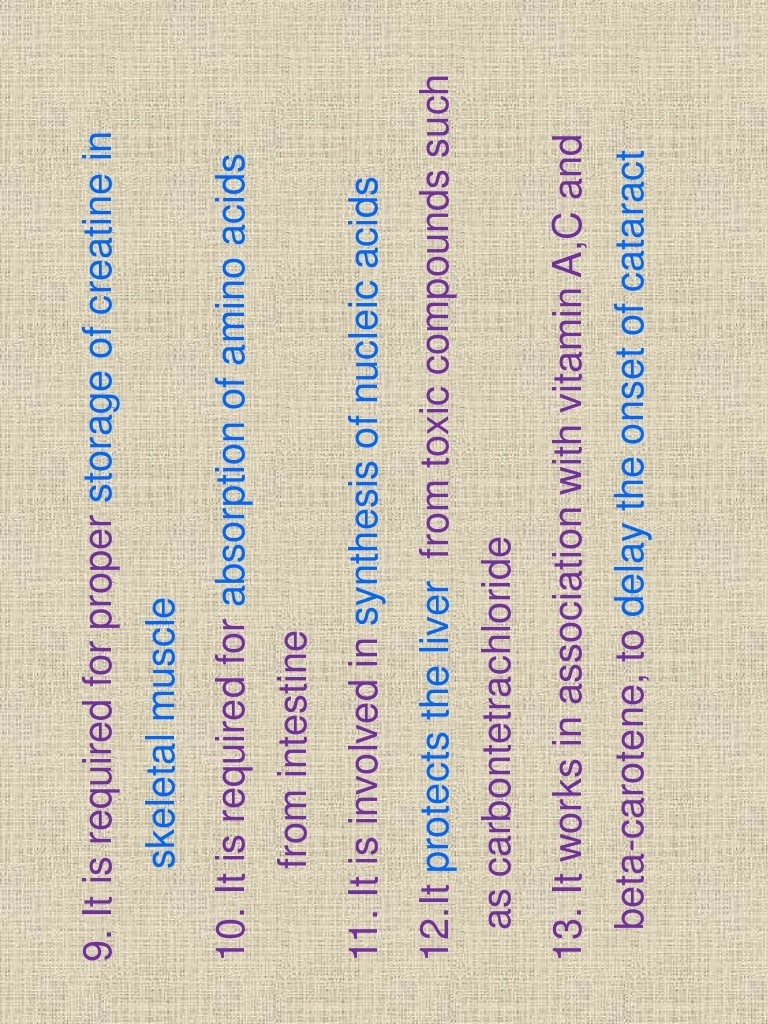 9. It is required for proper storage of creatine in
skeletal muscle
10. It is required for absorption of amino acids
from intestine
11. It is involved in synthesis of nucleic acids
12. It protects the liver from toxic compounds such
as carbontetrachloride
13. It works in association with vitamin A,C and
beta-carotene, to delay the onset of cataract